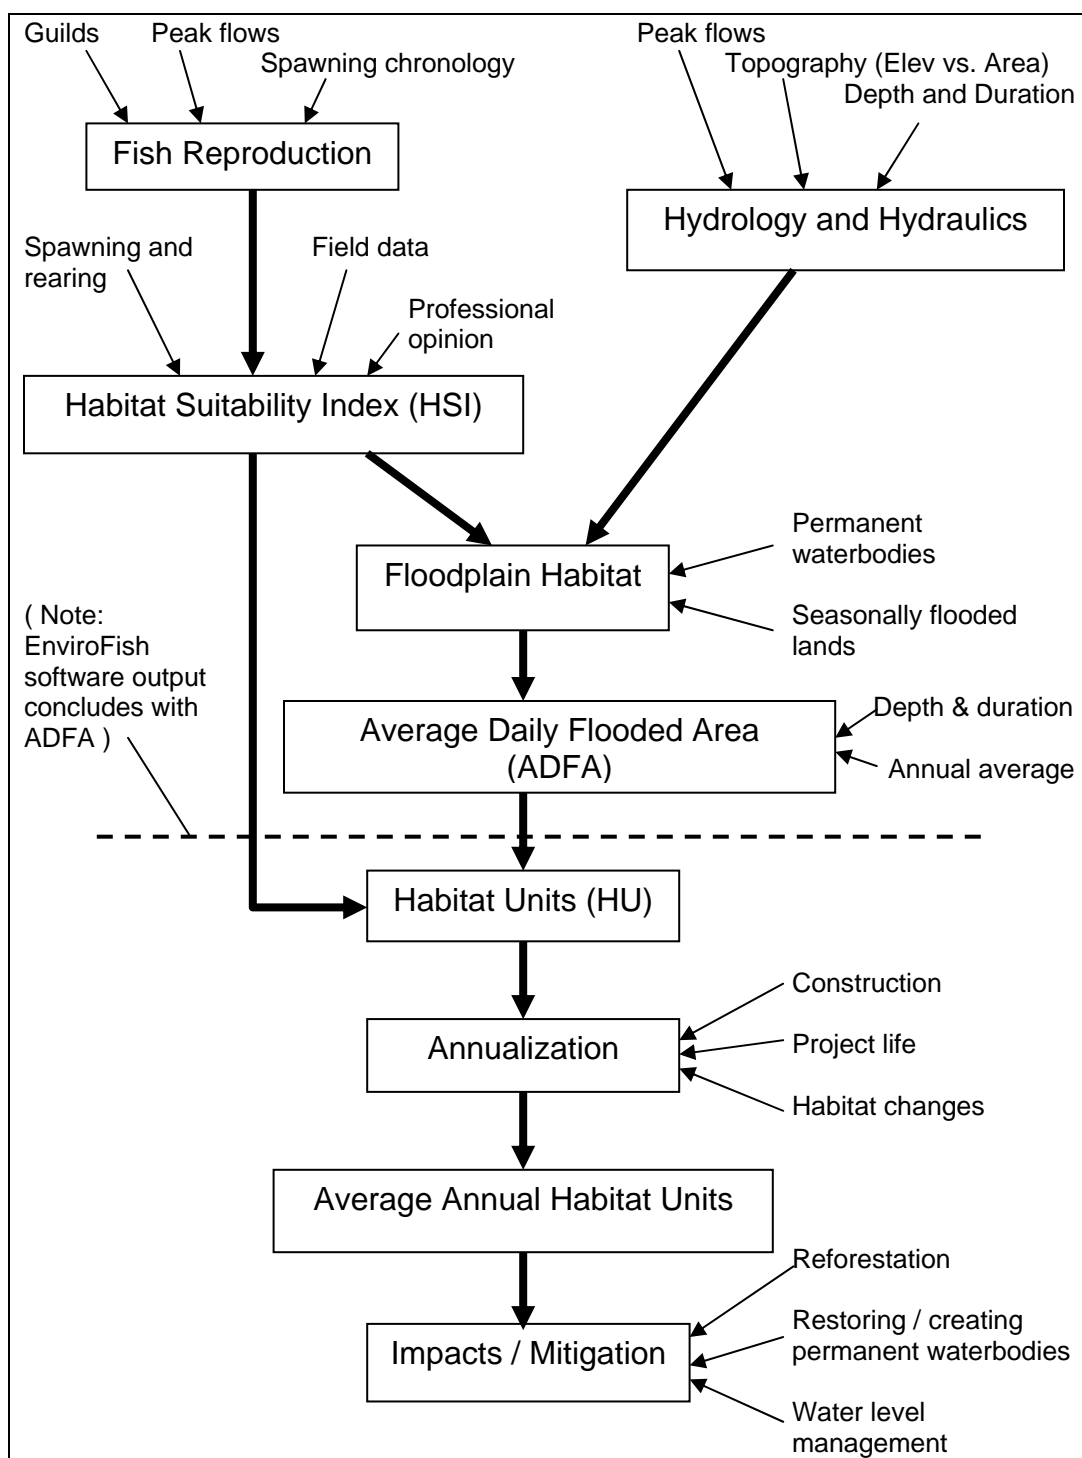 Guilds
Peak flows
Spawning chronology
Peak flows
Topography (Elev vs. Area)
Depth and Duration
Fish Reproduction
Hydrology and Hydraulics
Spawning and
rearing
Field data
Professional
opinion
Habitat Suitability Index (HSI)
Permanent
waterbodies
Floodplain Habitat
Seasonally flooded
lands
( Note:
EnviroFish
software output
concludes with
ADFA )
Average Daily Flooded Area
(ADFA)
Depth & duration
Annual average
Habitat Units (HU)
Construction
Annualization
Project life
Habitat changes
Average Annual Habitat Units
Reforestation
Impacts / Mitigation
Restoring / creating
permanent waterbodies
Water level
management